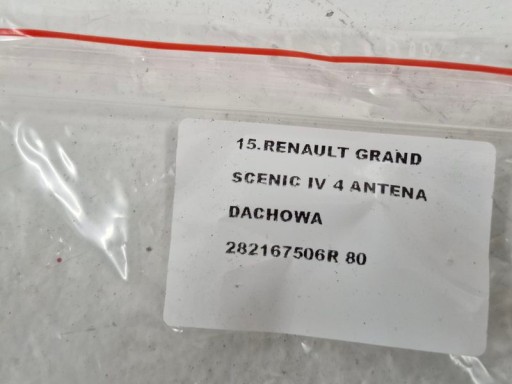 15.RENAULT GRAND
SCENIC IV 4 ANTENA
DACHOWA
282167506R 80